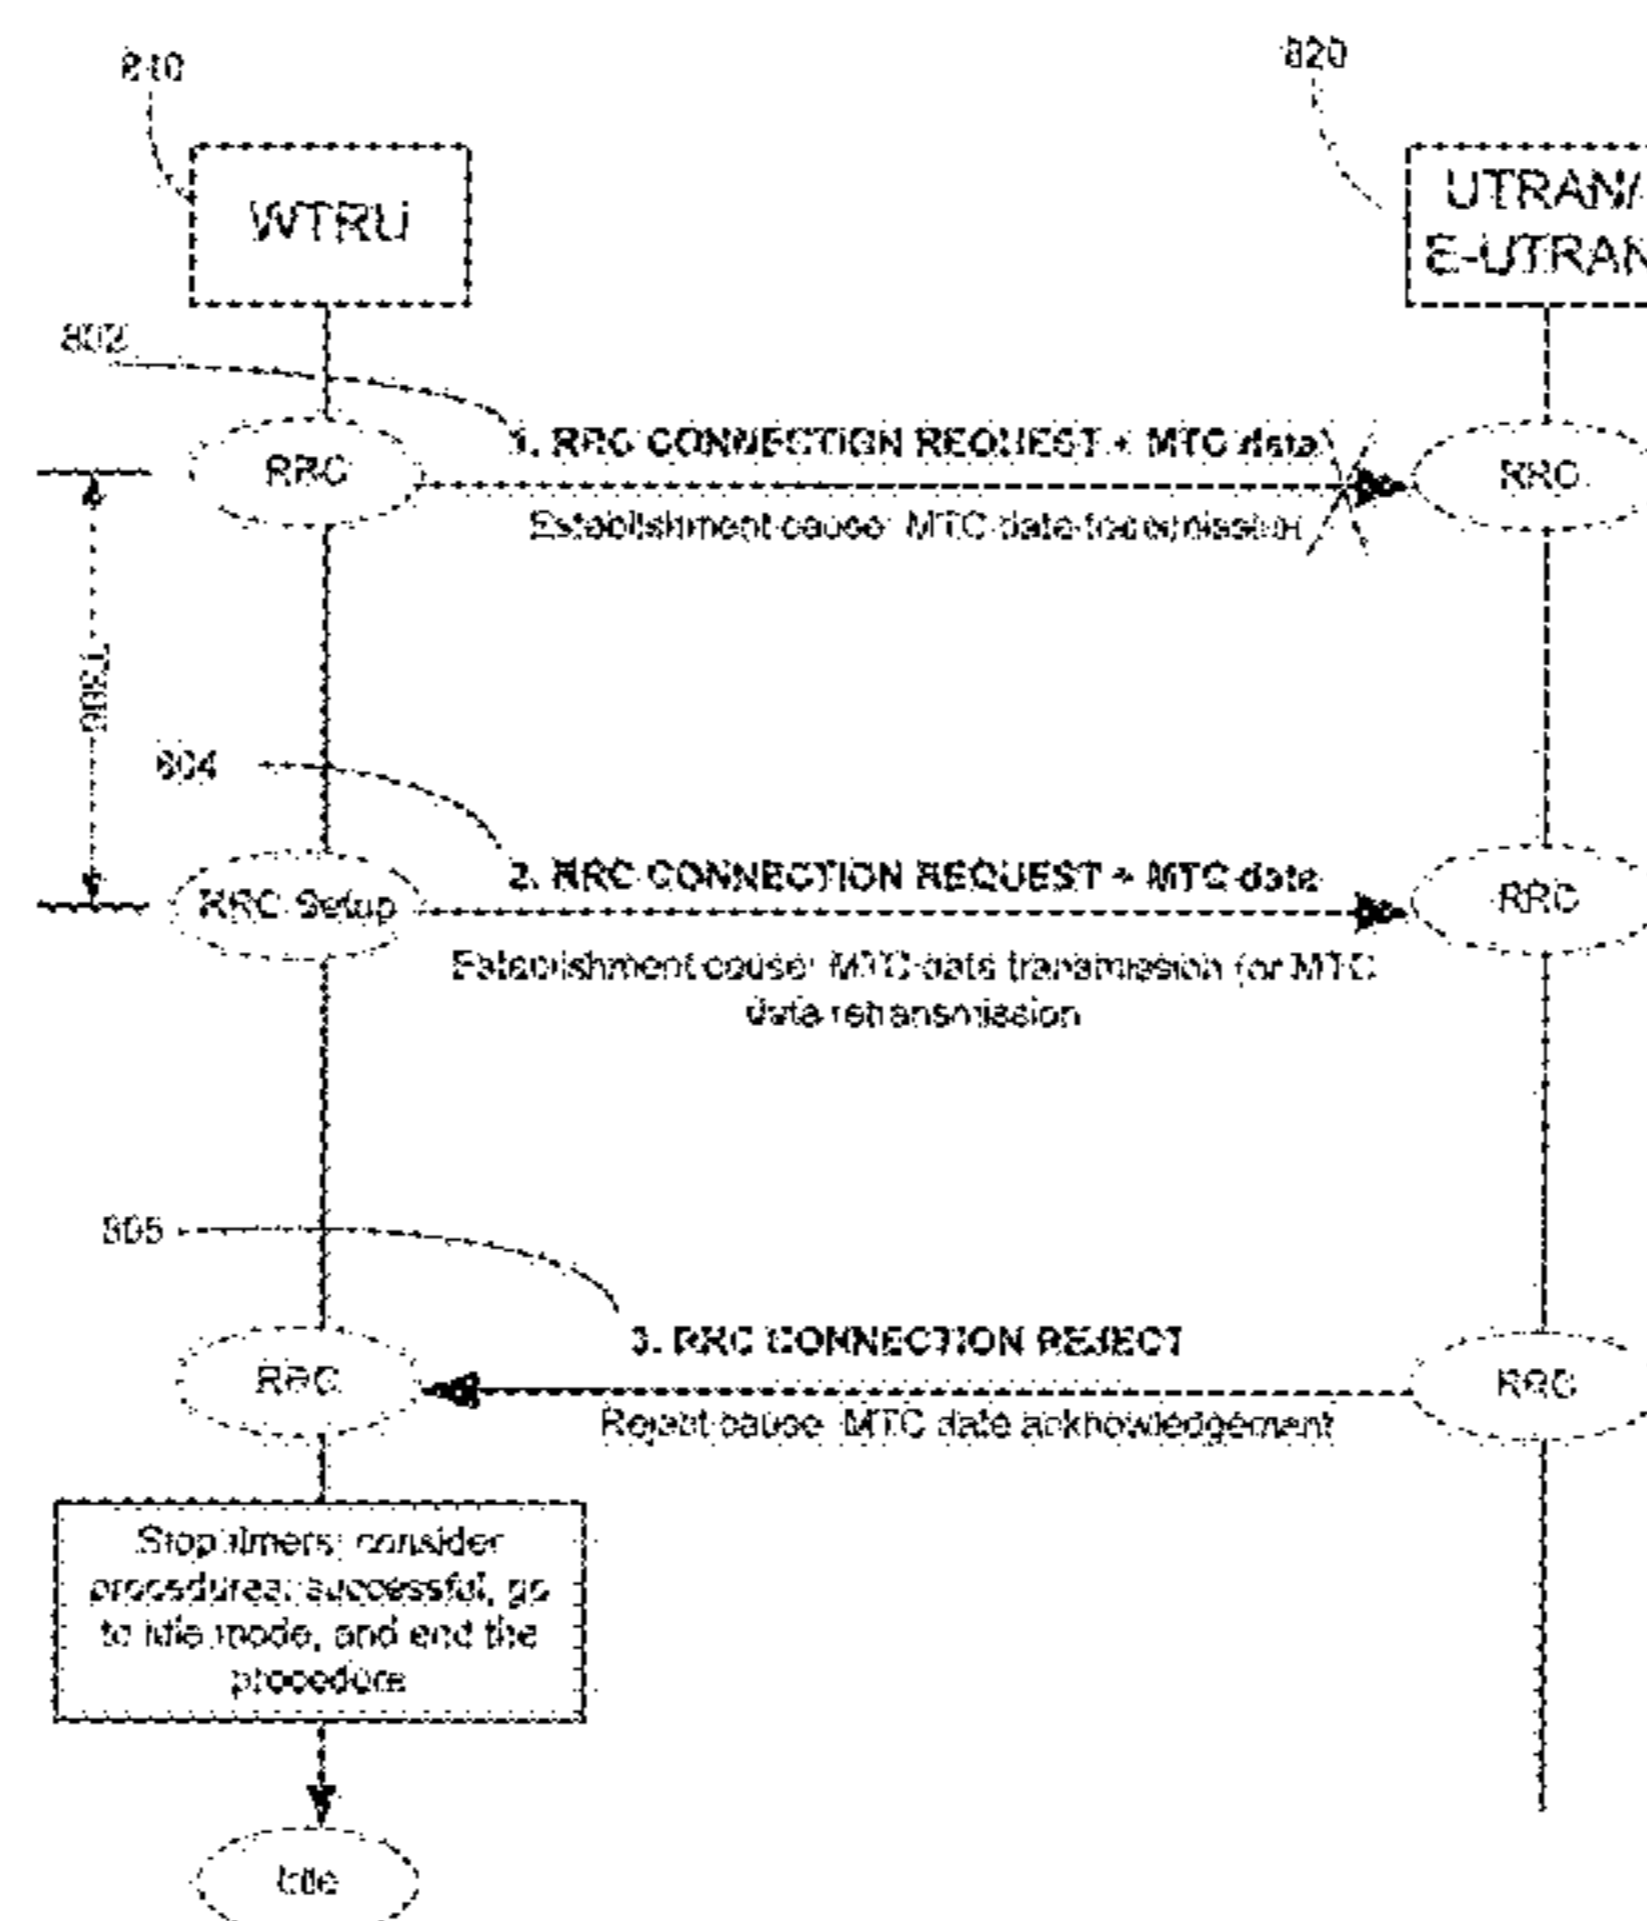 810
820
WTRU
UTRAN/
E-UTRAN
802
1. RRC CONNECTION REQUEST + MTC data
RRC
RRC
Establishment cause: MTC data transmission
T300
804
2. RRC CONNECTION REQUEST + MTC data
RRC Setup
RRC
Establishment cause: MTC data transmission (or MTC
data retransmission
805
3. RRC CONNECTION REJECT
RRC
RRC
Reject cause MTC data acknowledgement
Stop timers; consider
procedures successful, go
to idle mode, and end the
procedure
Idle